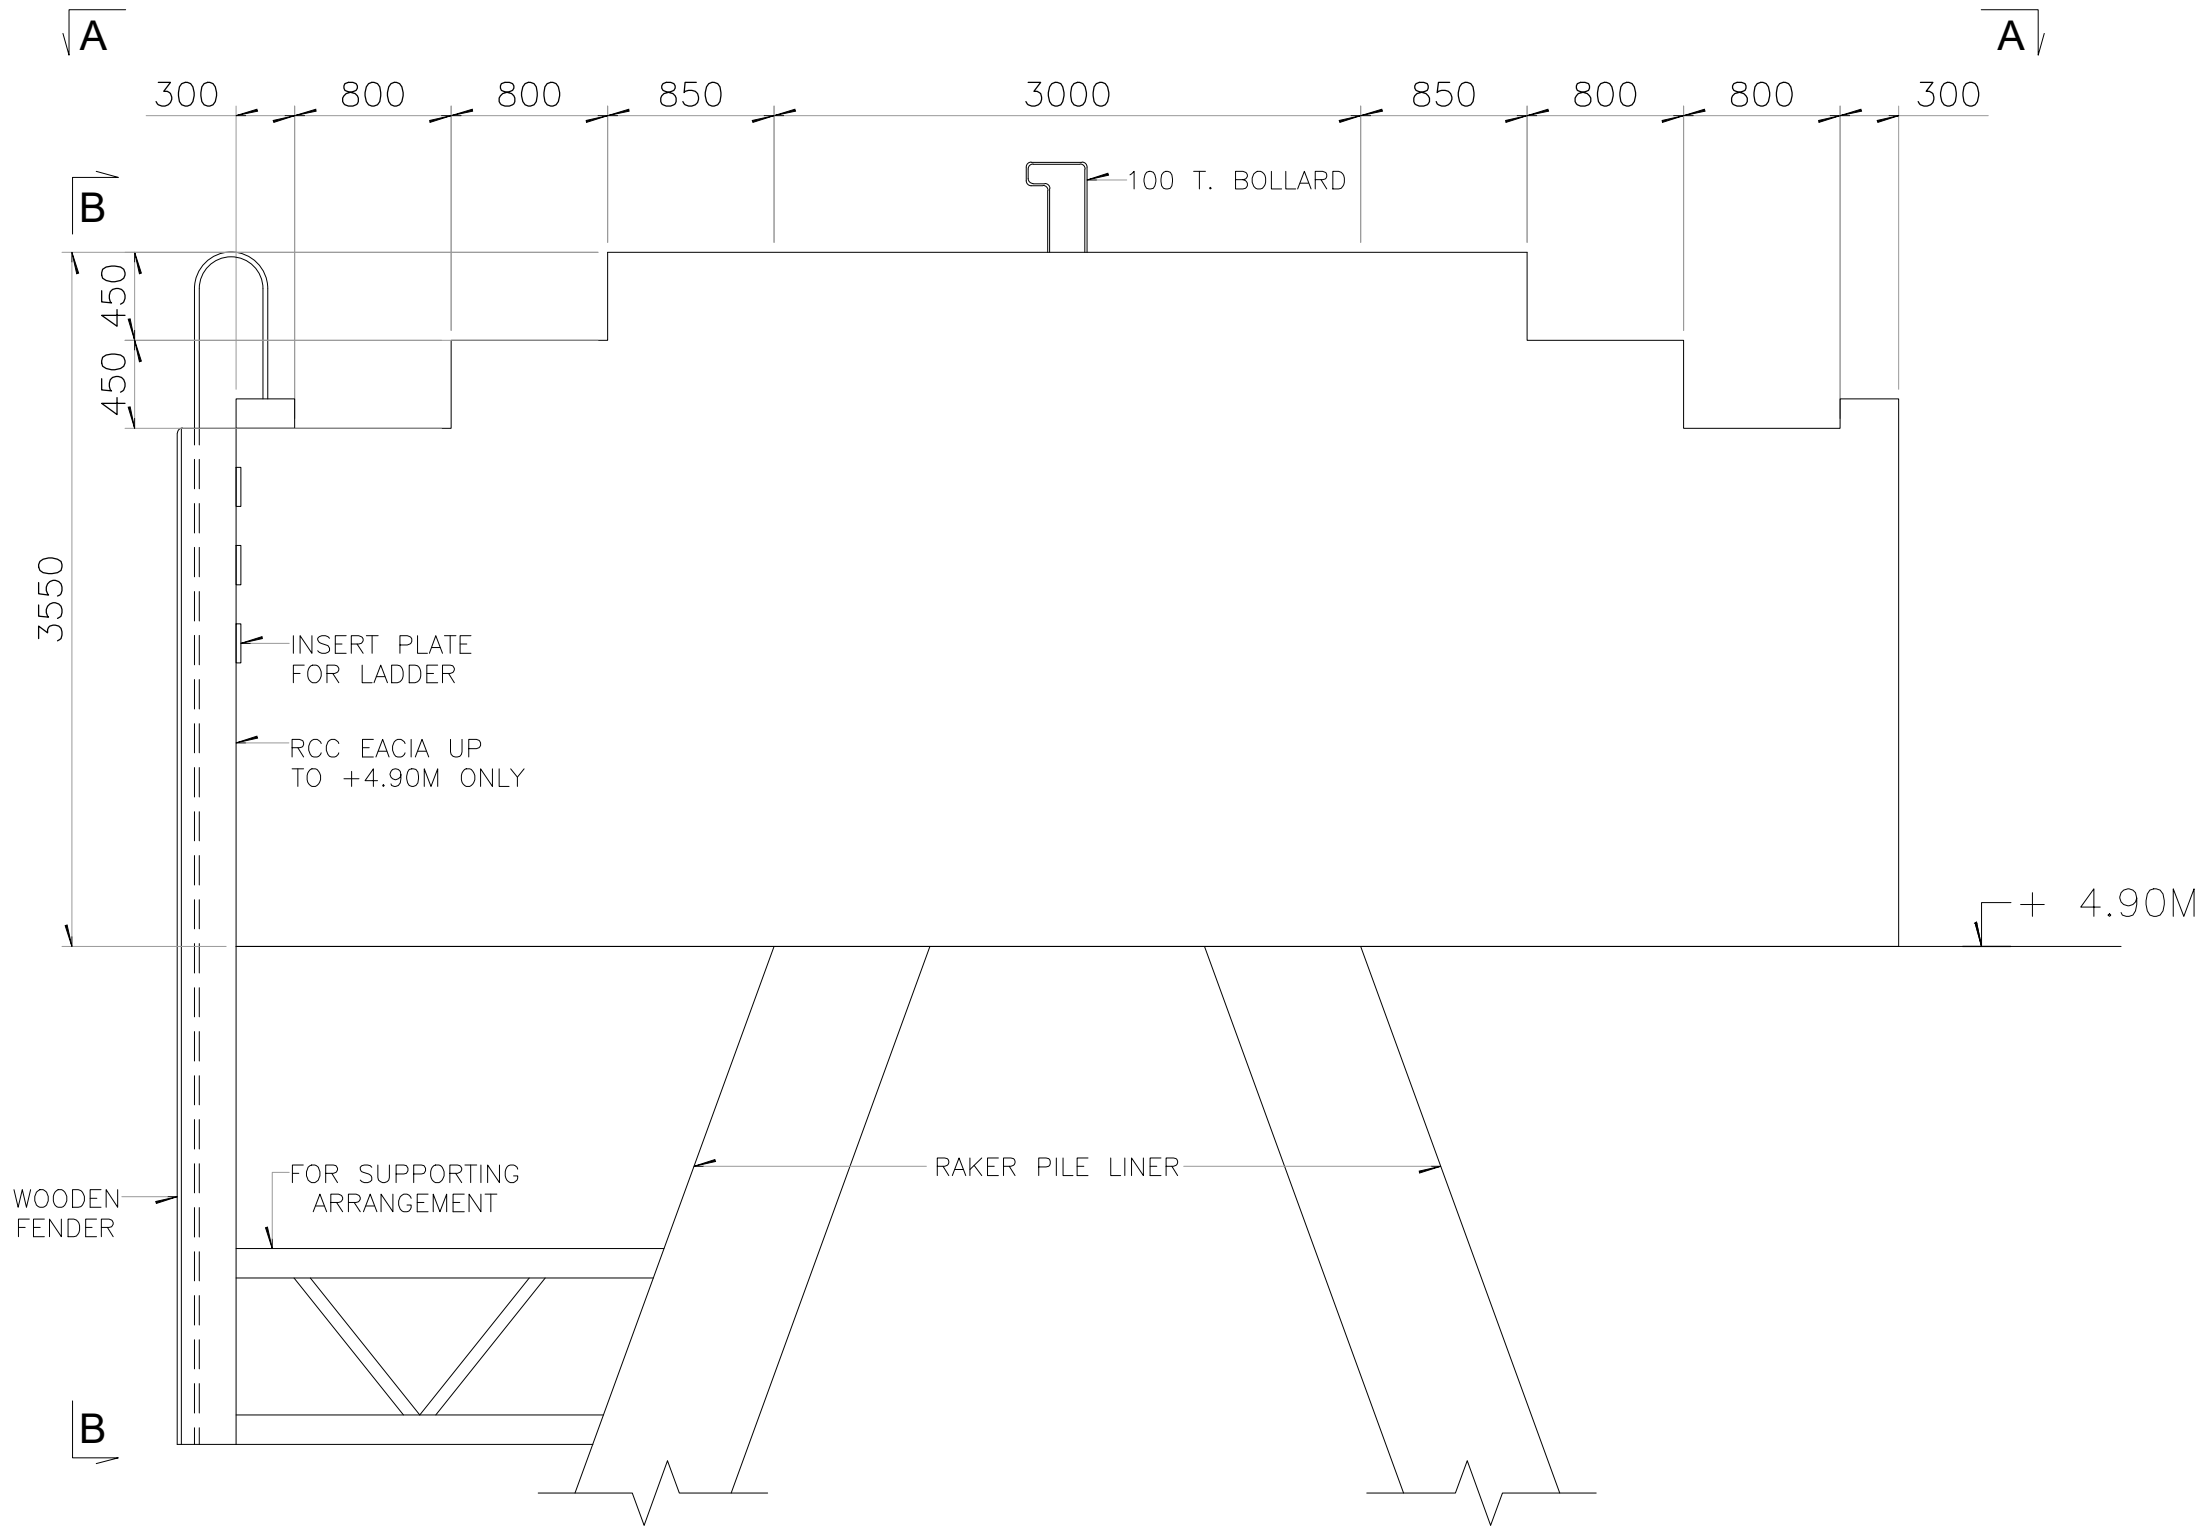 A
A
300
800
800
850
3000
850
800
800
300
100 T. BOLLARD
B
450
450
3550
INSERT PLATE
FOR LADDER
RCC EACIA UP
TO +4.90M ONLY
+ 4.90M
FOR SUPPORTING
ARRANGEMENT
RAKER PILE LINER
WOODEN
FENDER
B